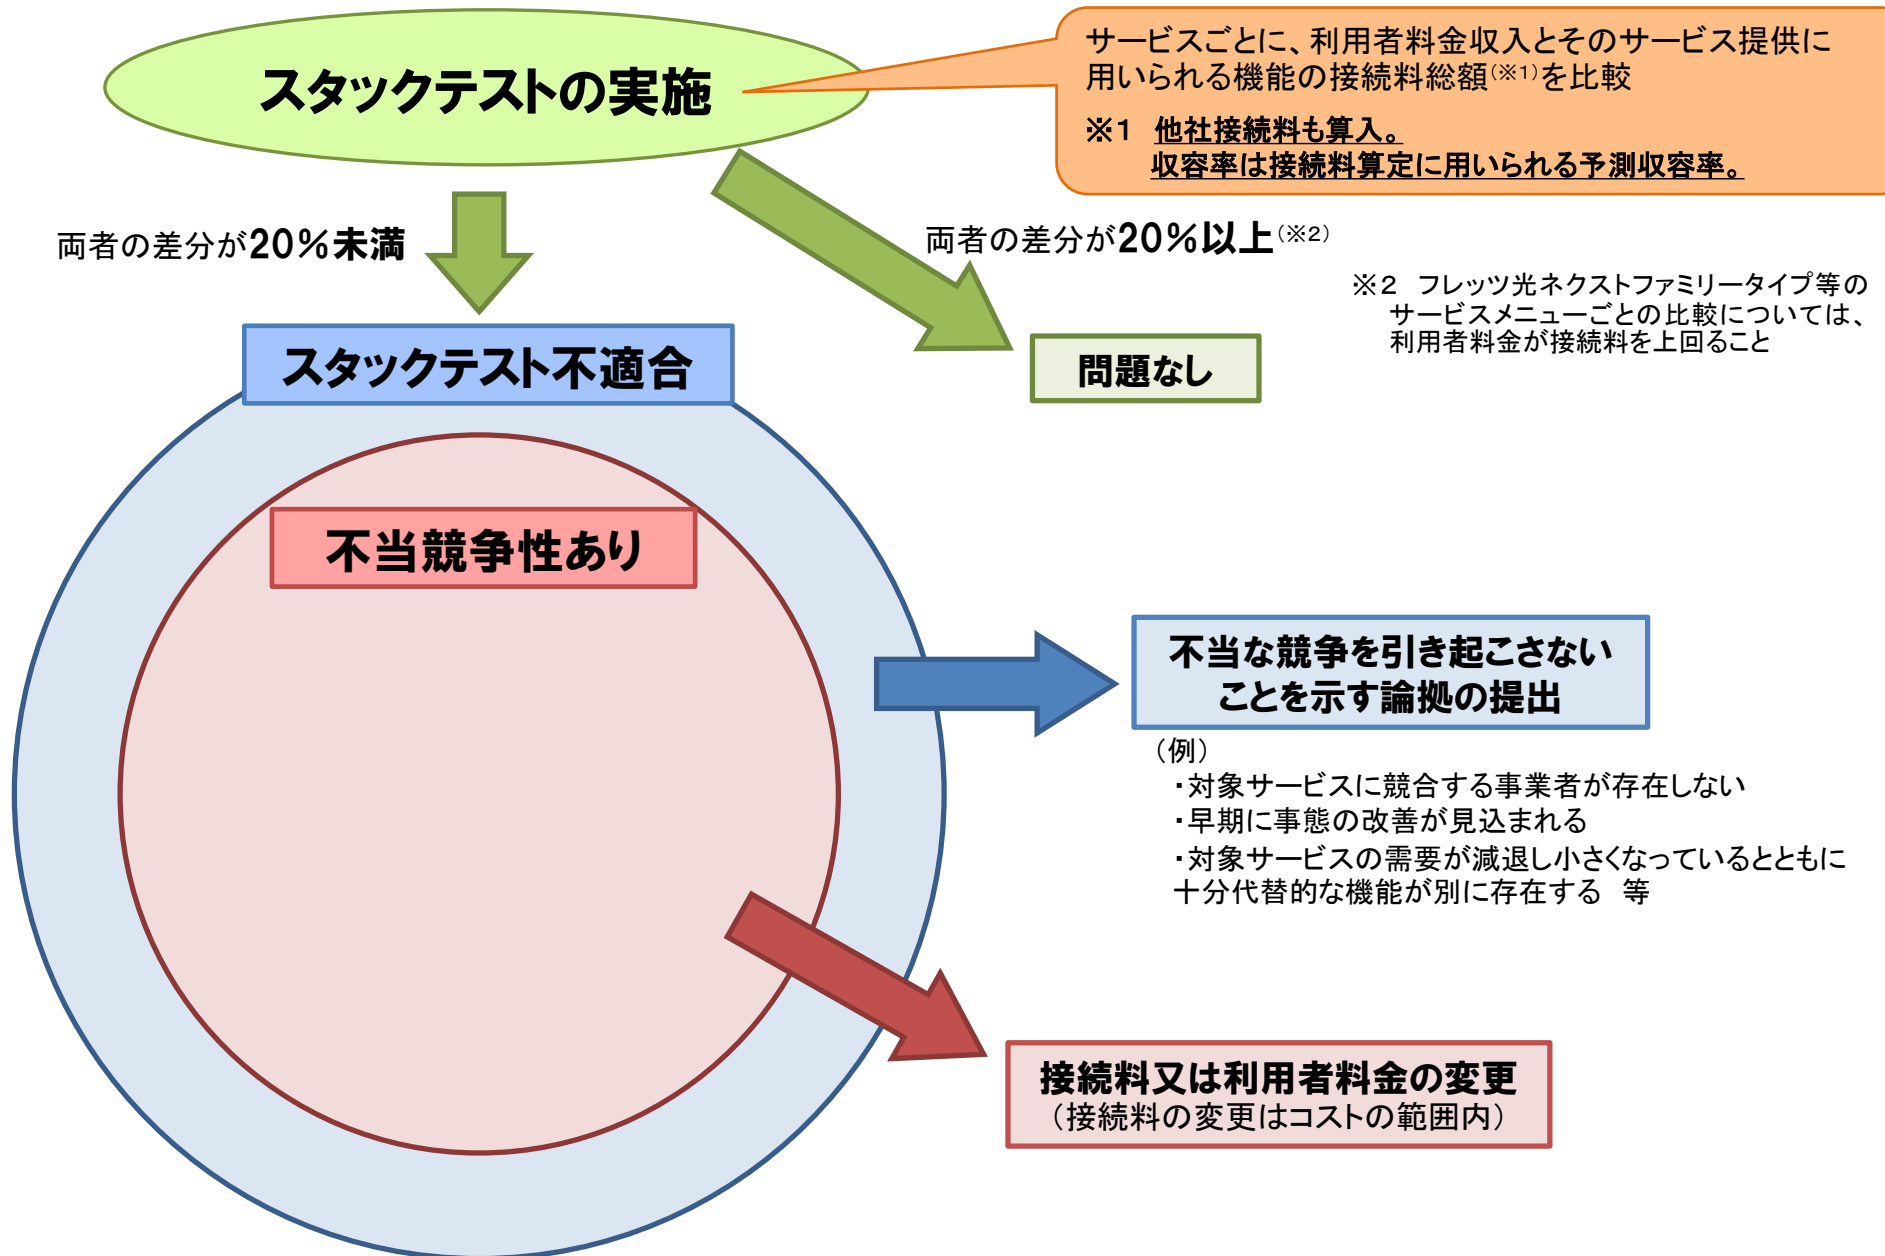 スタックテストの実施
サービスごとに、利用者料金収入とそのサービス提供に
用いられる機能の接続料総額(※1)を比較
※1 他社接続料も算入。
収容率は接続料算定に用いられる予測収容率。
両者の差分が20%未満
両者の差分が20%以上(※2)
※2 フレッツ光ネクストファミリータイプ等の
サービスメニューごとの比較については、
利用者料金が接続料を上回ること
スタックテスト不適合
問題なし
不当競争性あり
不当な競争を引き起こさない
ことを示す論拠の提出
(例)
・対象サービスに競合する事業者が存在しない
・早期に事態の改善が見込まれる
・対象サービスの需要が減退し小さくなっているとともに
十分代替的な機能が別に存在する 等
接続料又は利用者料金の変更
(接続料の変更はコストの範囲内)